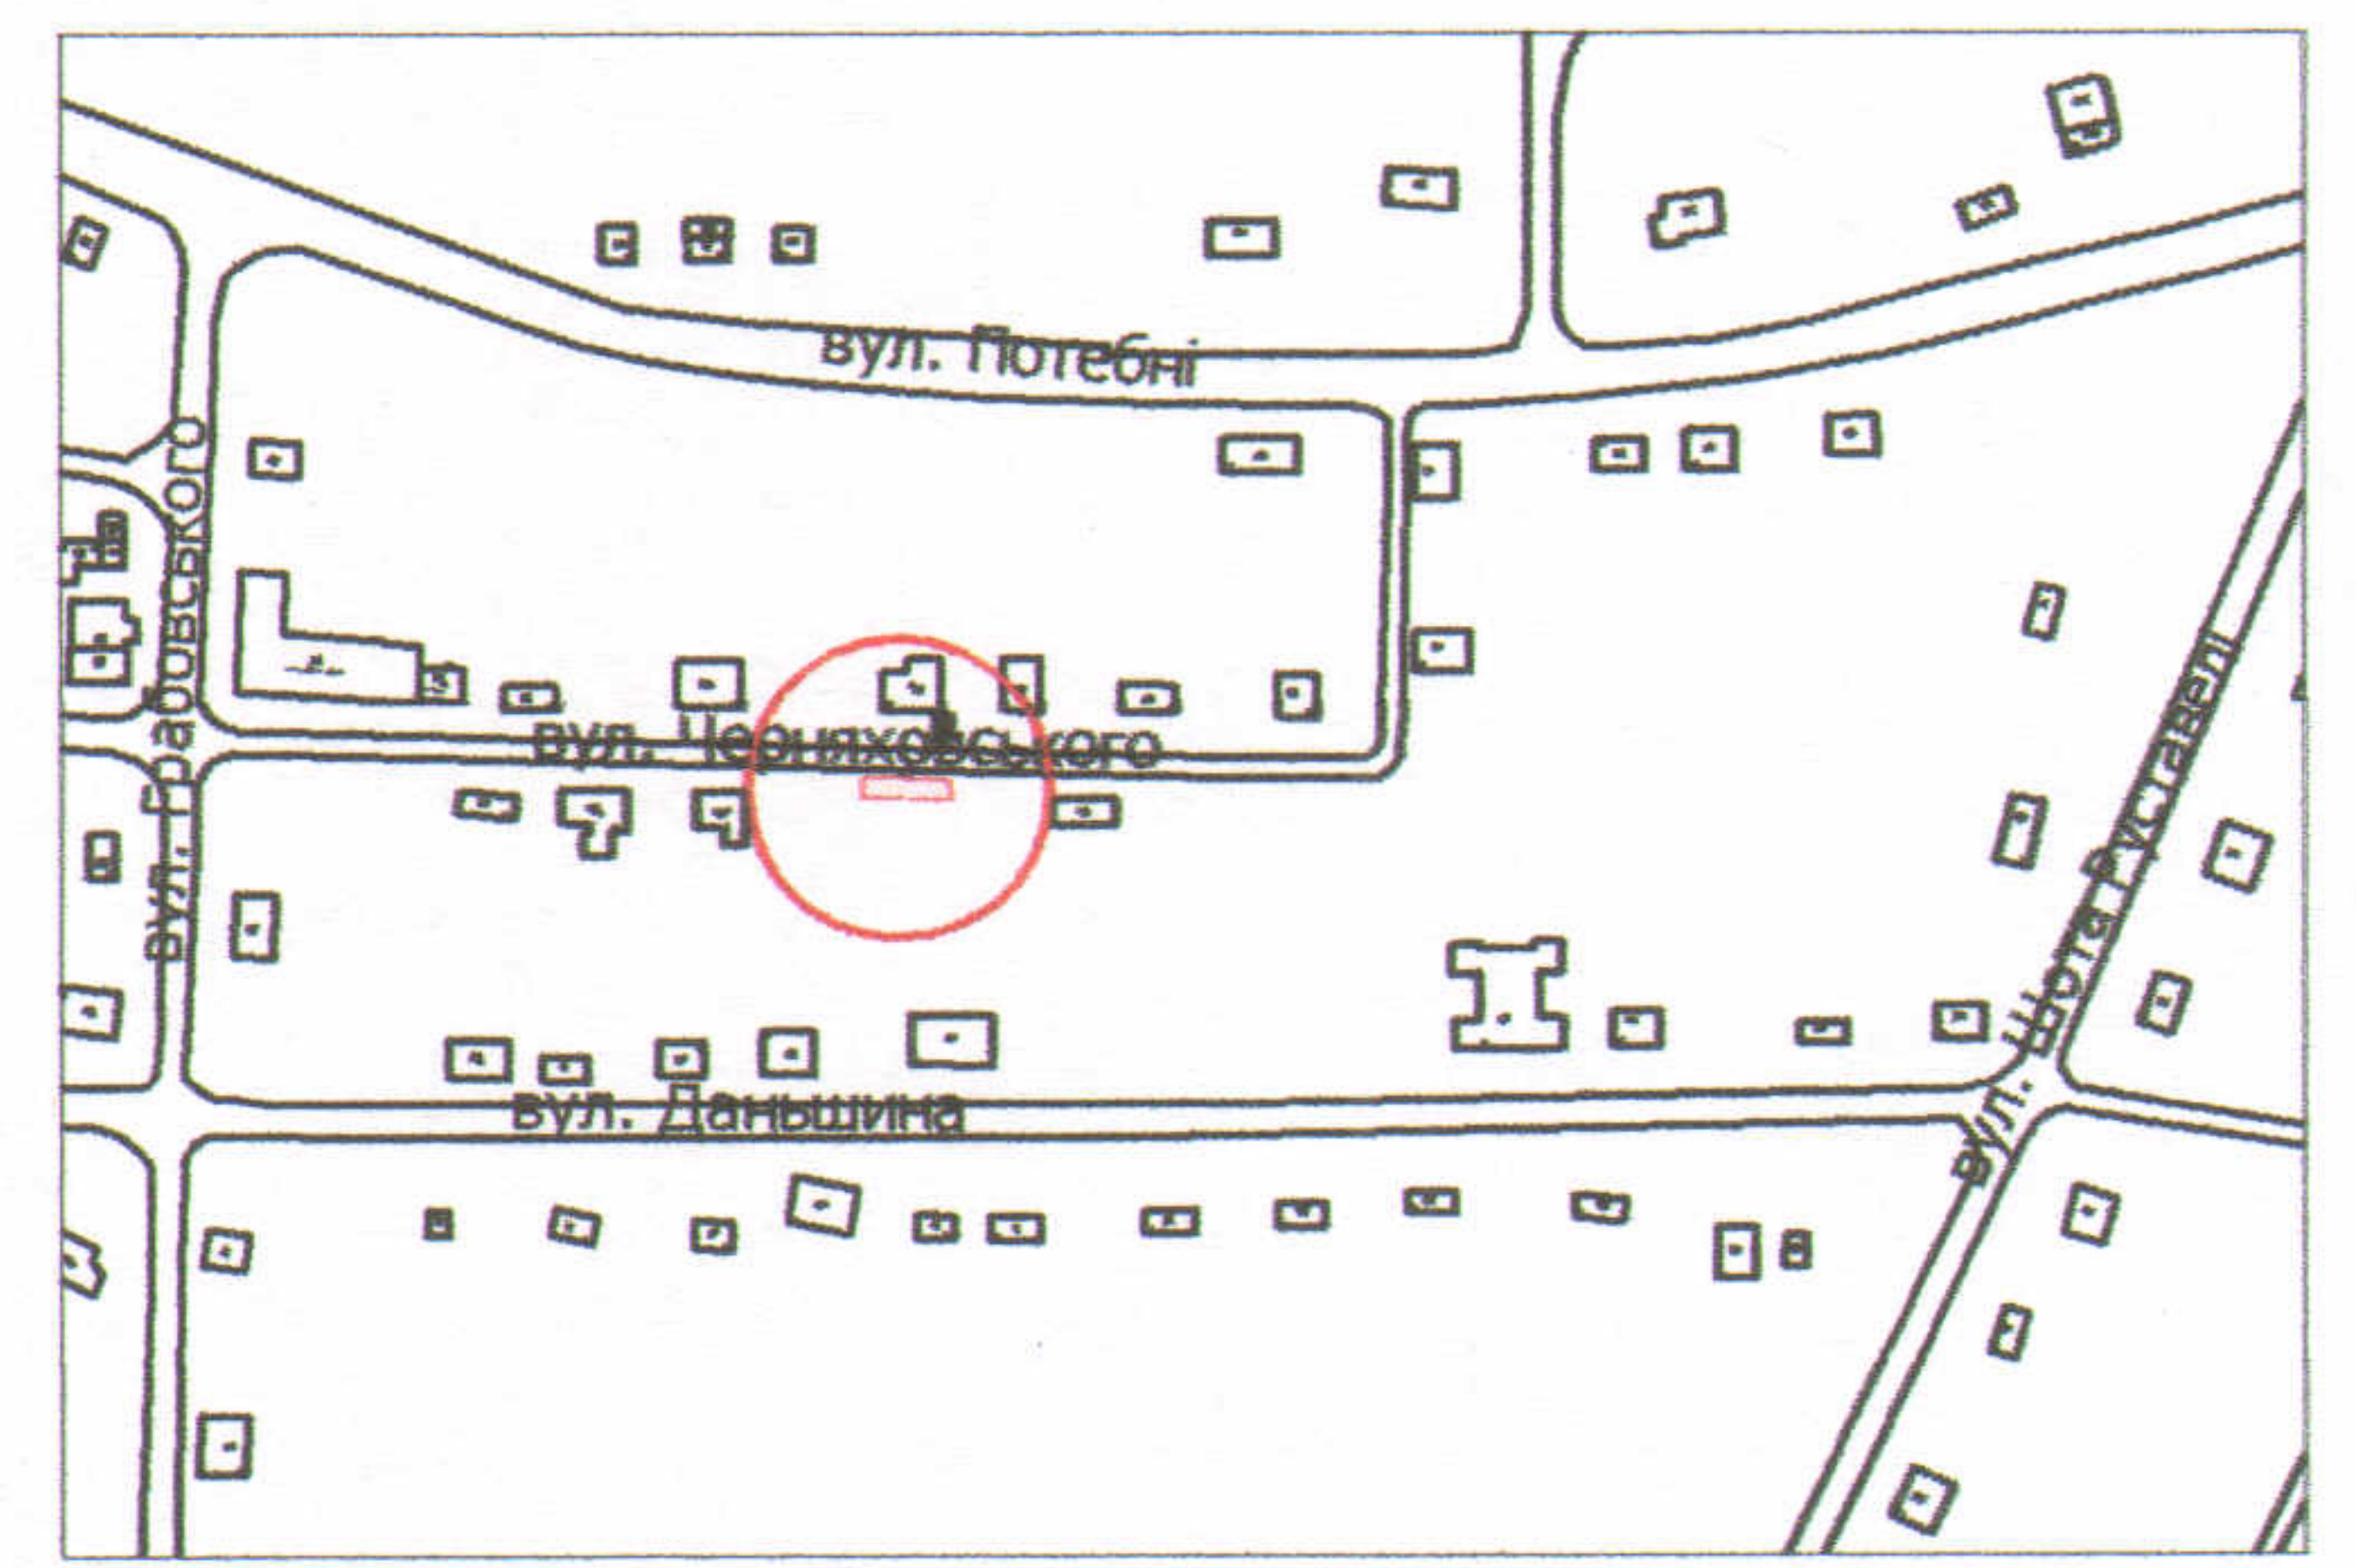 вул. Потебні
вул. Грабовського
вул. Черняховського
вул. Шота Руставелі
вул. Даньшина